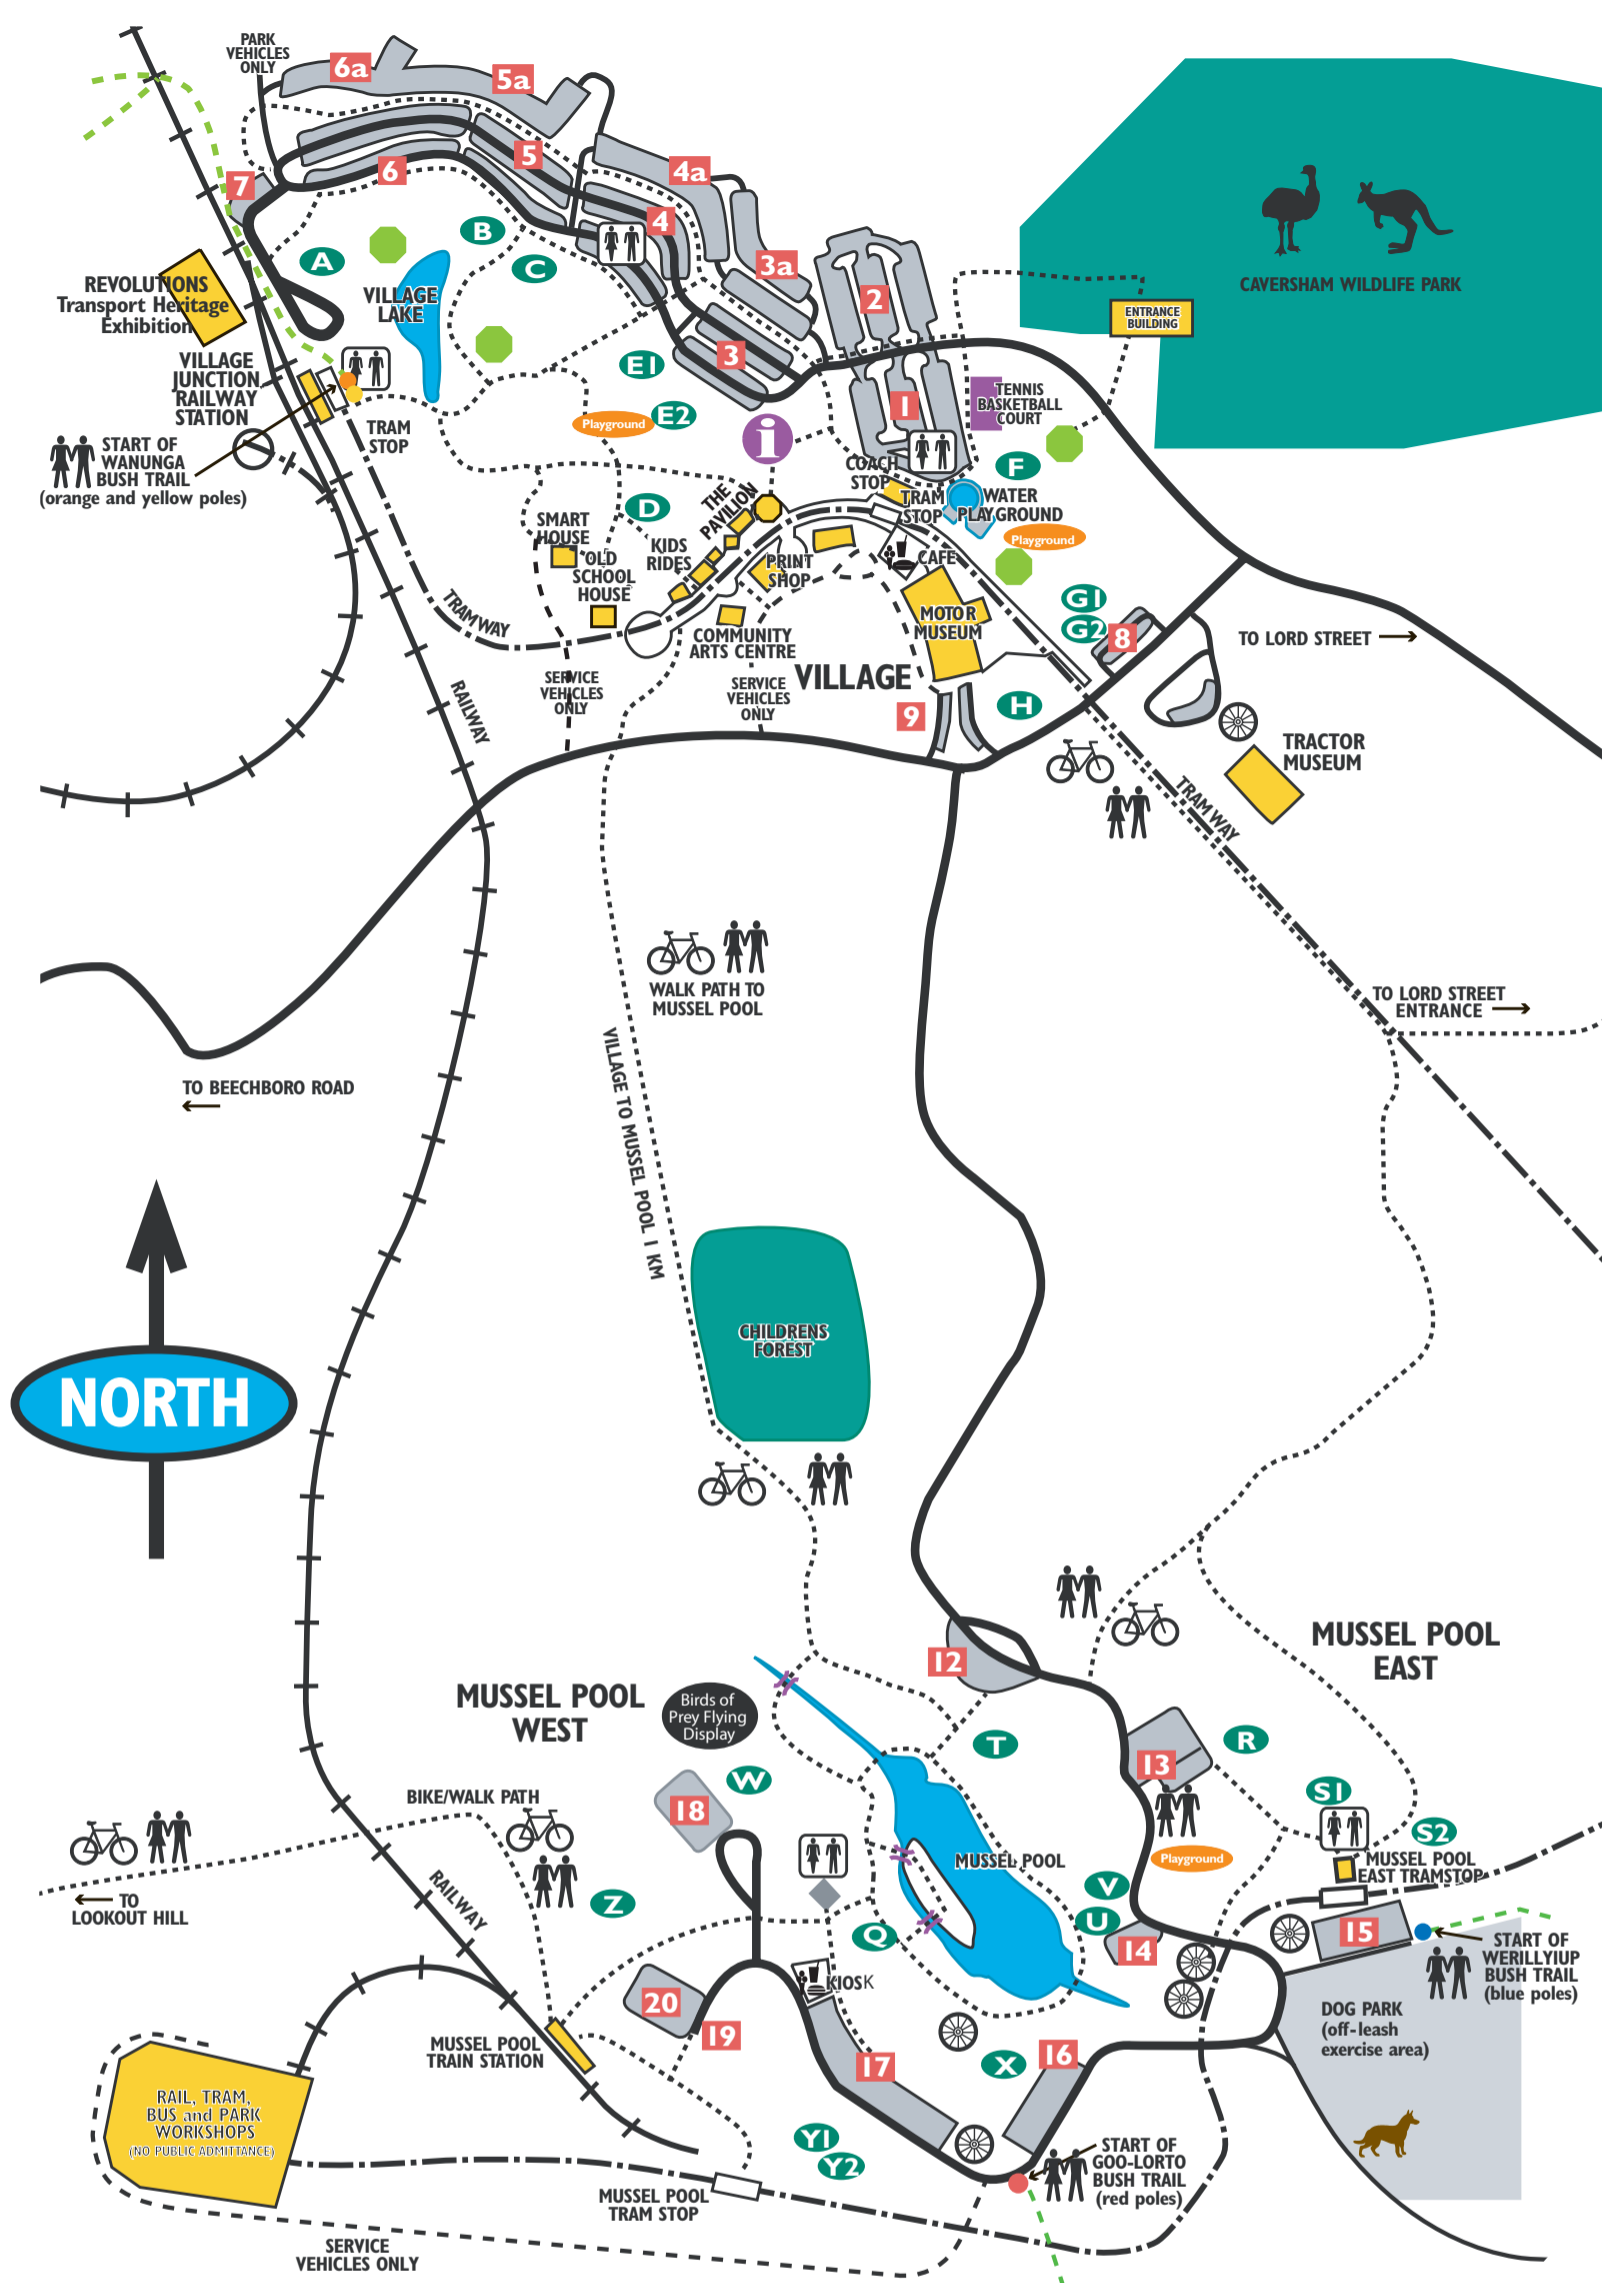 PARK
VEHICLES
ONLY
6a
5a
5
6
7
4a
4
3a
3
2
1
A
B
C
VILLAGE
LAKE
REVOLUTIONS
Transport Heritage
Exhibition
VILLAGE
JUNCTION
RAILWAY
STATION
START OF
WANUNGA
BUSH TRAIL
(orange and yellow poles)
TRAM
STOP
E1
Playground
E2
i
D
CAVERSHAM WILDLIFE PARK
ENTRANCE
BUILDING
TENNIS
BASKETBALL
COURT
F
COACH
STOP
TRAM
STOP
WATER
PLAYGROUND
Playground
CAFE
THE
PAVILION
SMART
HOUSE
OLD
SCHOOL
HOUSE
KIDS
RIDES
PRINT
SHOP
MOTOR
MUSEUM
COMMUNITY
ARTS CENTRE
TRAMWAY
G1
G2
8
TO LORD STREET
VILLAGE
SERVICE
VEHICLES
ONLY
SERVICE
VEHICLES
ONLY
9
H
RAILWAY
TRACTOR
MUSEUM
TRAMWAY
WALK PATH TO
MUSSEL POOL
TO LORD STREET
ENTRANCE
VILLAGE TO MUSSEL POOL 1 KM
TO BEECHBORO ROAD
NORTH
CHILDRENS
FOREST
12
MUSSEL POOL
EAST
MUSSEL POOL
WEST
Birds of
Prey Flying
Display
T
13
R
W
18
S1
S2
BIKE/WALK PATH
Playground
MUSSEL POOL
EAST TRAMSTOP
MUSSEL POOL
V
U
14
15
TO
LOOKOUT HILL
RAILWAY
Z
Q
START OF
WERILLYIUP
BUSH TRAIL
(blue poles)
KIOSK
20
19
DOG PARK
(off-leash
exercise area)
MUSSEL POOL
TRAIN STATION
17
X
16
RAIL, TRAM,
BUS and PARK
WORKSHOPS
(NO PUBLIC ADMITTANCE)
Y1
Y2
START OF
GOO-LORTO
BUSH TRAIL
(red poles)
MUSSEL POOL
TRAM STOP
SERVICE
VEHICLES ONLY